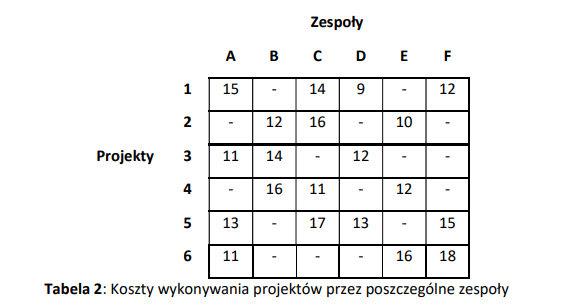 Zespoły
A B C D E F
1 15 - 14 9 - 12
2 - 12 16 - 10 -
Projekty 3 11 14 - 12 - -
4 - 16 11 - 12 -
5 13 - 17 13 - 15
6 11 - - - 16 18
Tabela 2: Koszty wykonywania projektów przez poszczególne zespoły